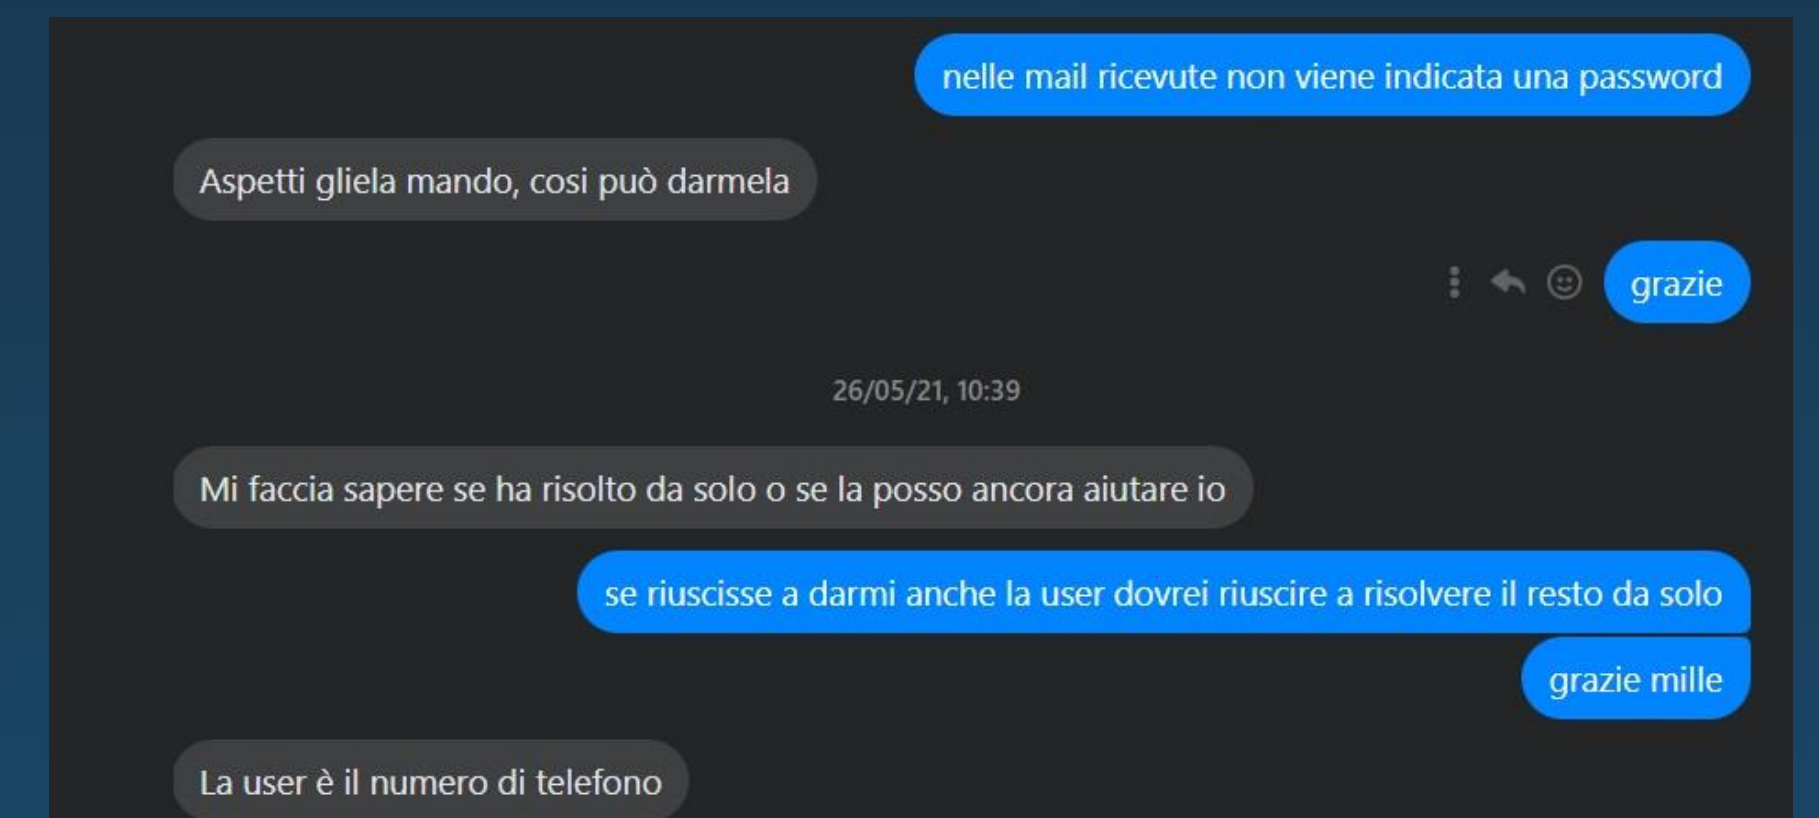 nelle mail ricevute non viene indicata una password
Aspetti gliela mando, cosi può darmela
grazie
26/05/21, 10:39
Mi faccia sapere se ha risolto da solo o se la posso ancora aiutare io
se riuscisse a darmi anche la user dovrei riuscire a risolvere il resto da solo
grazie mille
La user è il numero di telefono